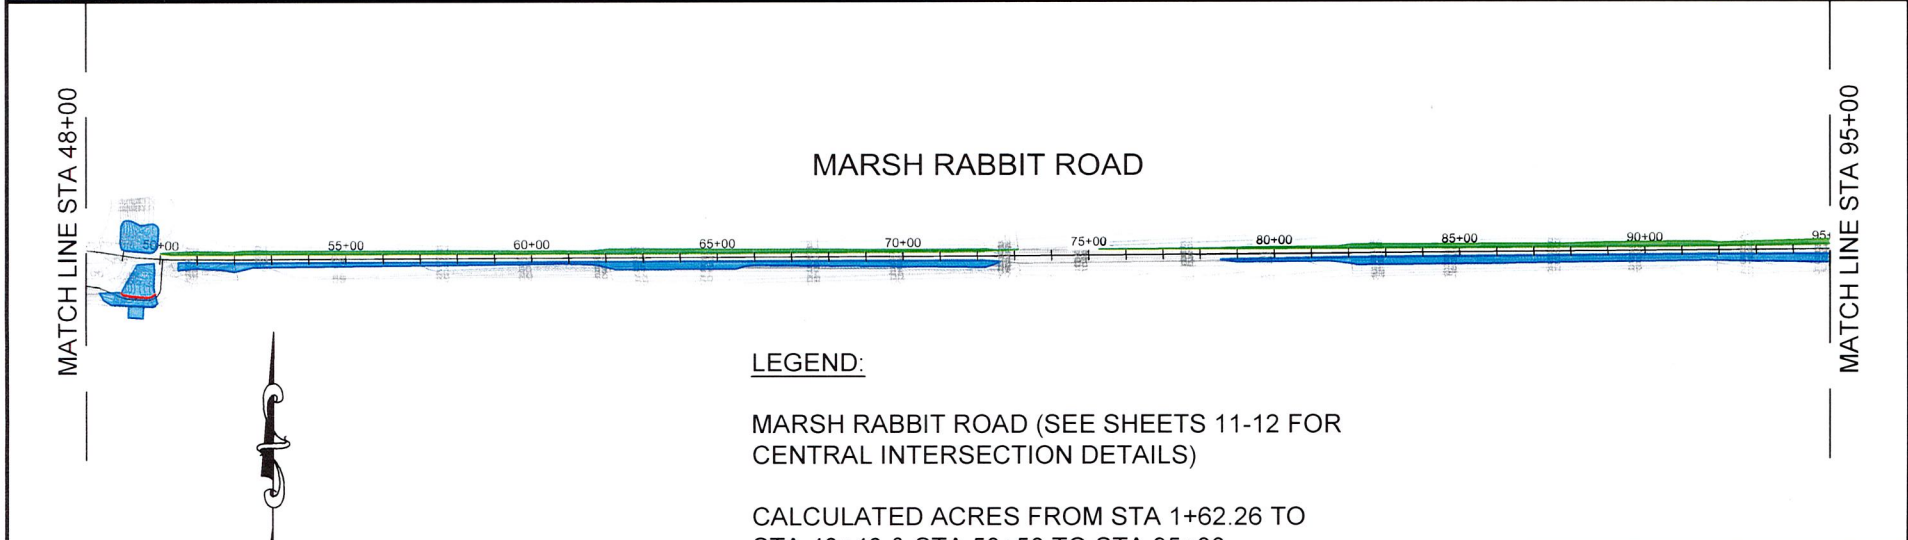 MATCH LINE STA 48+00
MARSH RABBIT ROAD
50+00 55+00 60+00 65+00 70+00 75+00 80+00 85+00 90+00
MATCH LINE STA 95+00
LEGEND:
MARSH RABBIT ROAD (SEE SHEETS 11-12 FOR
CENTRAL INTERSECTION DETAILS)
CALCULATED ACRES FROM STA 1+62.26 TO